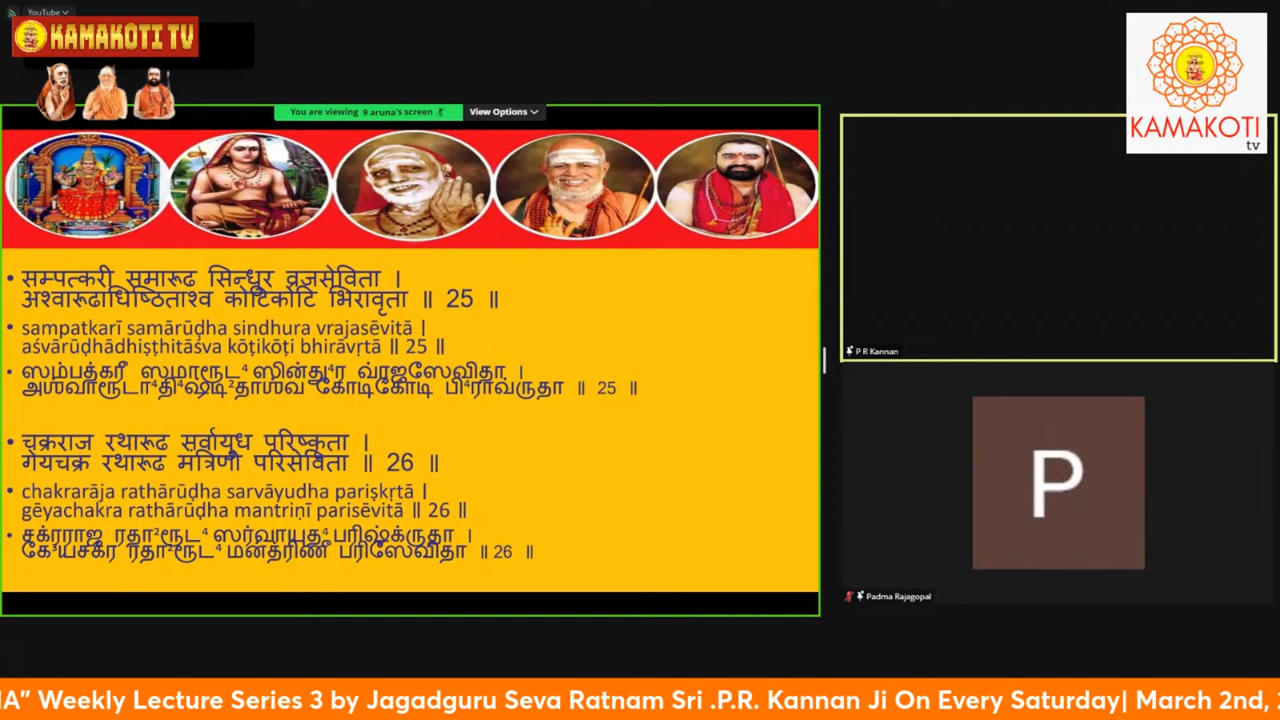 YouTube
KAMAKOTI TV
KAMAKOTI
tv
You are viewing 9 aruna's screen
View Options
• सम्पत्करी समारूढ सिन्धुर व्रजसेविता ।
अश्वारूढाधिष्ठिताश्व कोटिकोटि भिरावृता ॥ 25 ॥
• sampatkarī samārūḍha sindhura vrajasēvitā |
aśvārūḍhādhiṣṭhitāśva kōṭikōṭi bhirāvṛtā ॥ 25 ॥
• ஸம்பத்கரீ ஸமாரூட⁴ ஸின்து⁴ர வ்ரஜஸேவிதா ।
அஶ்வாரூடா⁴தி⁴ஷ்டி²தாஶ்வ கோடிகோடி பி⁴ராவ்ருதா ॥ 25 ॥
• चक्रराज रथारूढ सर्वायुध परिष्कृता ।
गेयचक्र रथारूढ मंत्रिणी परिसेविता ॥ 26 ॥
• chakrarāja rathārūḍha sarvāyudha pariṣkṛtā |
gēyachakra rathārūḍha mantriṇī parisēvitā ॥ 26 ॥
• சக்ரராஜ ரதா²ரூட⁴ ஸர்வாயுத⁴ பரிஷ்க்ருதா ।
கே³யசக்ர ரதா²ரூட⁴ மன்த்ரிணீ பரிஸேவிதா ॥ 26 ॥
P R Kannan
P
Padma Rajagopal
IA" Weekly Lecture Series 3 by Jagadguru Seva Ratnam Sri .P.R. Kannan Ji On Every Saturday| March 2nd,